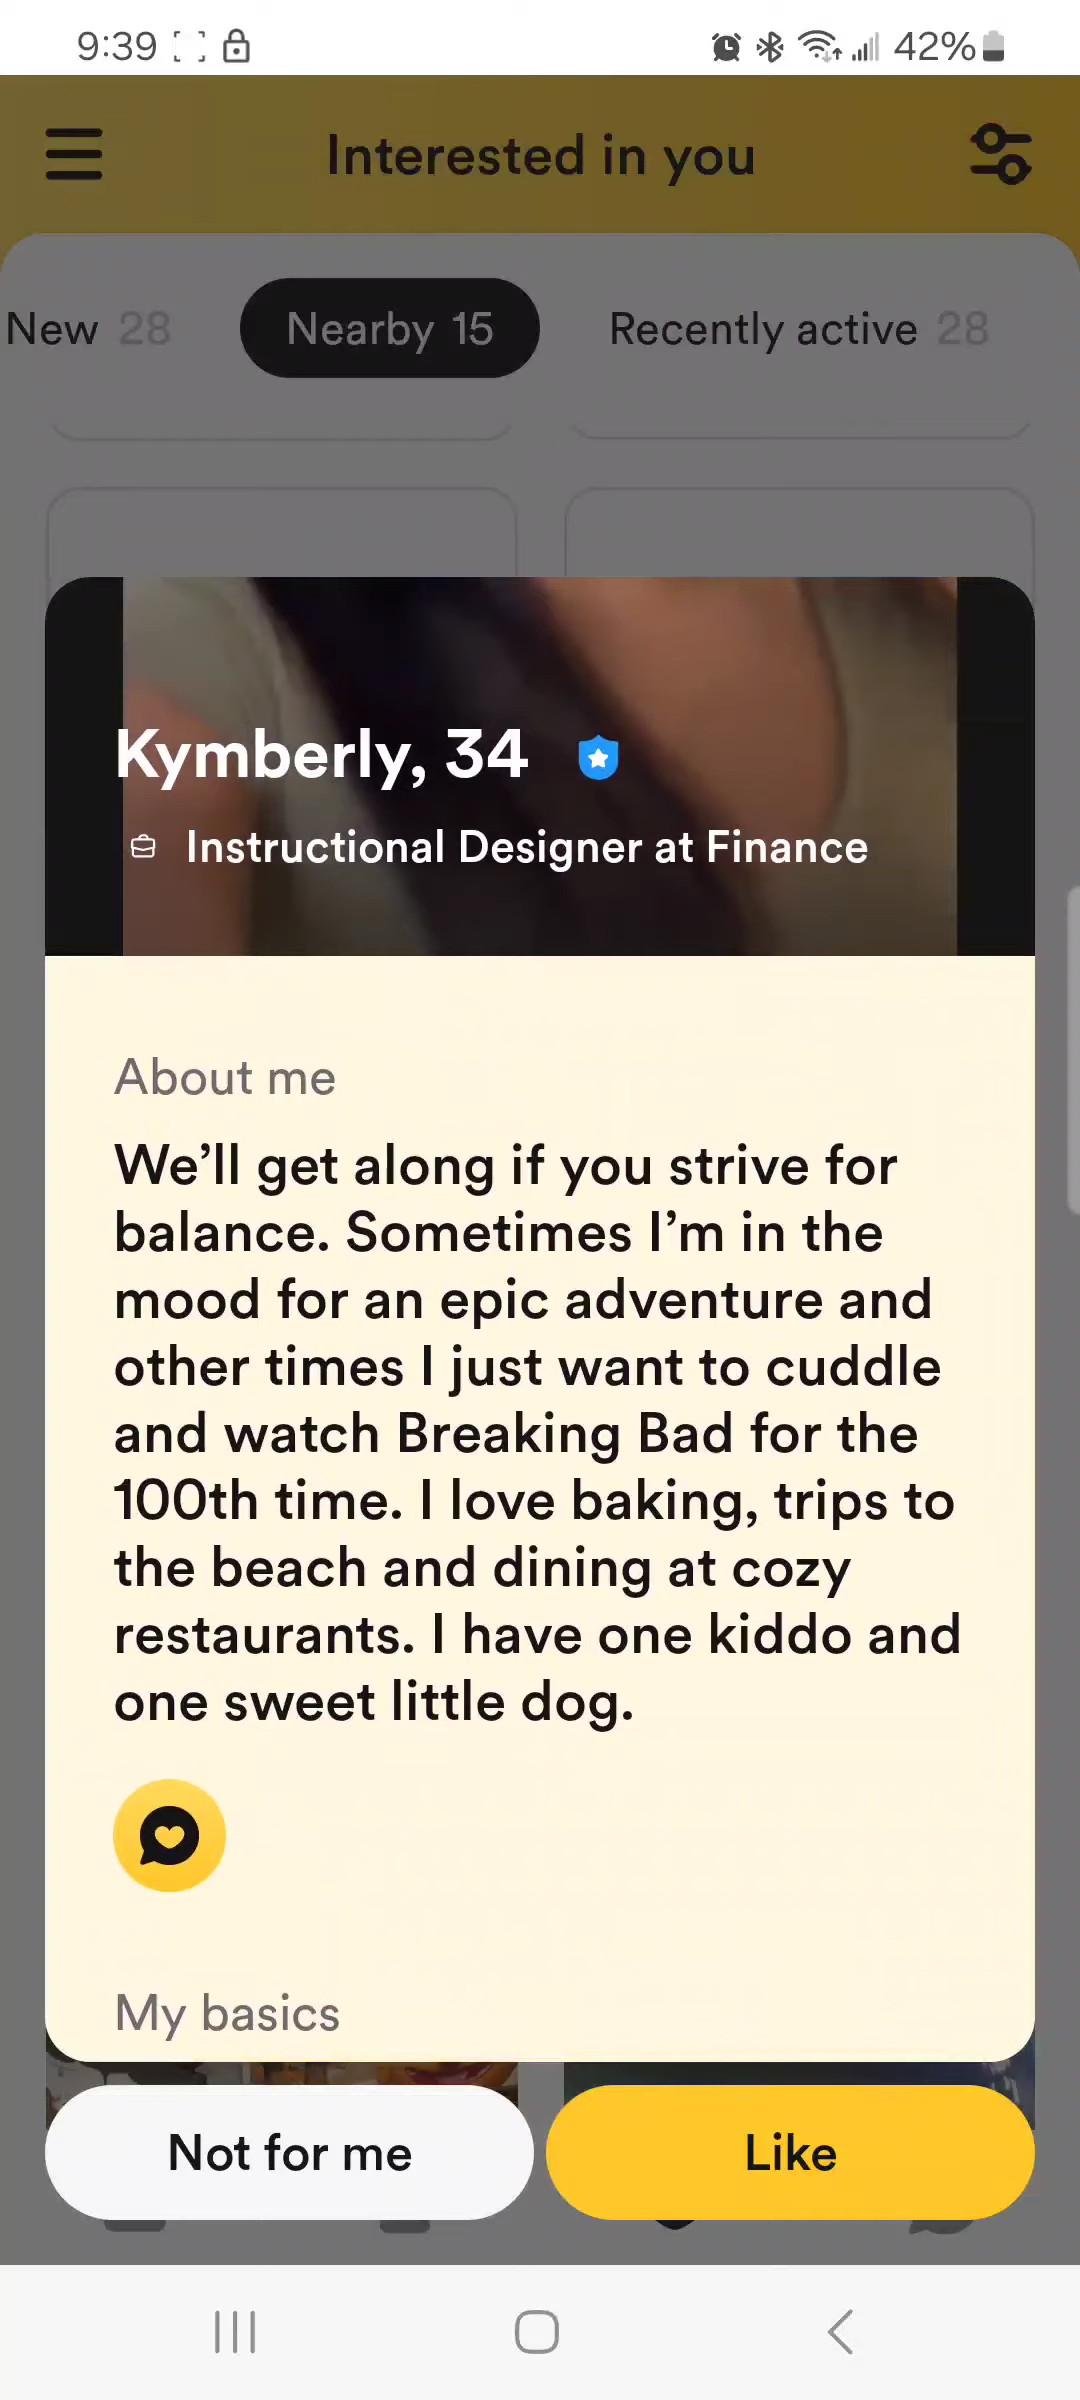 9:39
42%
Interested in you
New 28
Nearby 15
Recently active 28
Kymberly, 34
Instructional Designer at Finance
About me
We’ll get along if you strive for
balance. Sometimes I’m in the
mood for an epic adventure and
other times I just want to cuddle
and watch Breaking Bad for the
100th time. I love baking, trips to
the beach and dining at cozy
restaurants. I have one kiddo and
one sweet little dog.
My basics
Not for me
Like